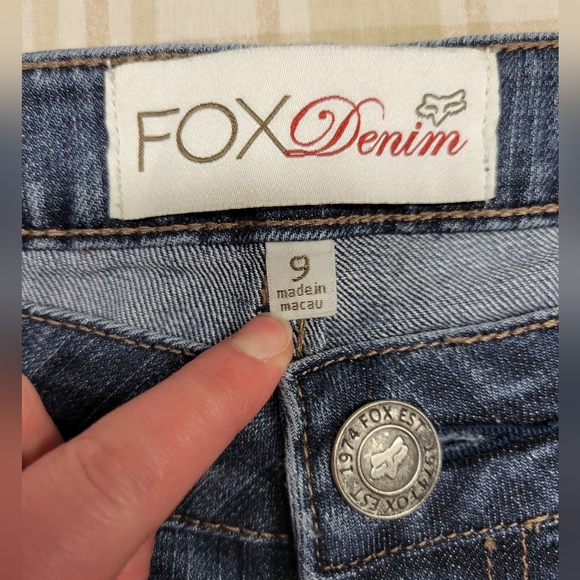 FOX Denim
9
made in
macau
1974 FOX EST. 1974 FOX EST.